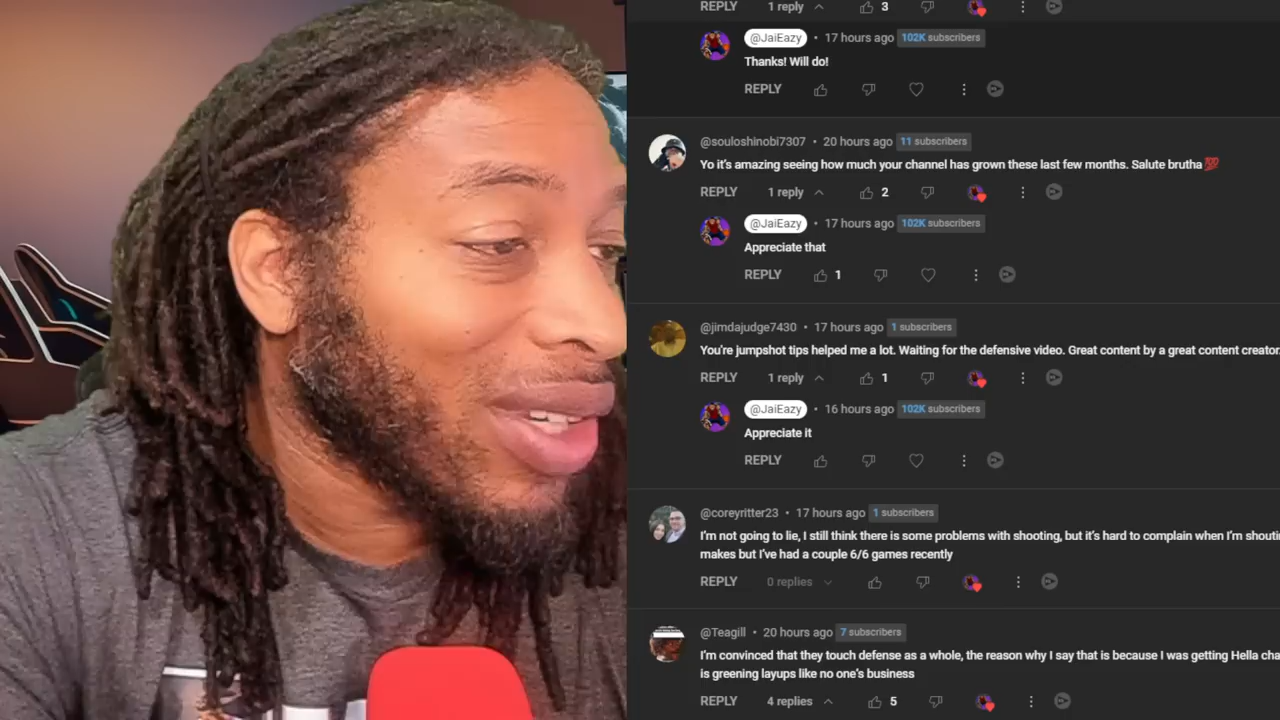 REPLY 1 reply 3
@JaiEazy • 17 hours ago 102K subscribers
Thanks! Will do!
REPLY
@souloshinobi7307 • 20 hours ago 11 subscribers
Yo it's amazing seeing how much your channel has grown these last few months. Salute brutha 💯
REPLY 1 reply 2
@JaiEazy • 17 hours ago 102K subscribers
Appreciate that
REPLY 1
@jimdajudge7430 • 17 hours ago 1 subscribers
You're jumpshot tips helped me a lot. Waiting for the defensive video. Great content by a great content creator.
REPLY 1 reply 1
@JaiEazy • 16 hours ago 102K subscribers
Appreciate it
REPLY
@coreyritter23 • 17 hours ago 1 subscribers
I'm not going to lie, I still think there is some problems with shooting, but it's hard to complain when I'm shouti
makes but I've had a couple 6/6 games recently
REPLY 0 replies
@Teagill • 20 hours ago 7 subscribers
I'm convinced that they touch defense as a whole, the reason why I say that is because I was getting Hella cha
is greening layups like no one's business
REPLY 4 replies 5